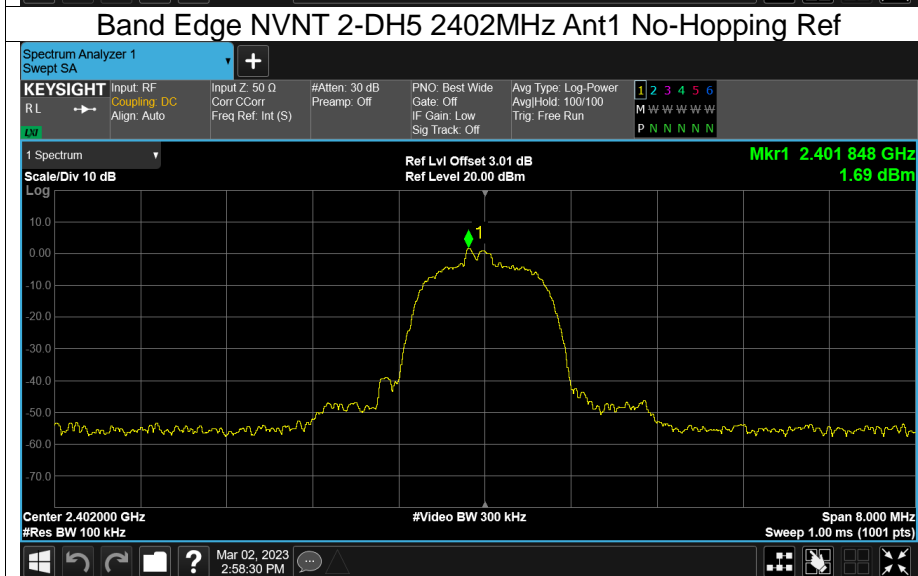 Band Edge NVNT 2-DH5 2402MHz Ant1 No-Hopping Ref
Spectrum Analyzer 1
Swept SA
+
KEYSIGHT Input: RF Input Z: 50 Ω #Atten: 30 dB PNO: Best Wide Avg Type: Log-Power 1 2 3 4 5 6
RL Coupling: DC Corr CCorr Preamp: Off Gate: Off Avg|Hold: 100/100 M W W W W W
Align: Auto Freq Ref: Int (S) IF Gain: Low Trig: Free Run
LXI Sig Track: Off P N N N N N
1 Spectrum Ref Lvl Offset 3.01 dB Mkr1 2.401 848 GHz
Scale/Div 10 dB Ref Level 20.00 dBm 1.69 dBm
Log
10.0
1
0.00
-10.0
-20.0
-30.0
-40.0
-50.0
-60.0
-70.0
Center 2.402000 GHz #Video BW 300 kHz Span 8.000 MHz
#Res BW 100 kHz Sweep 1.00 ms (1001 pts)
? Mar 02, 2023
2:58:30 PM